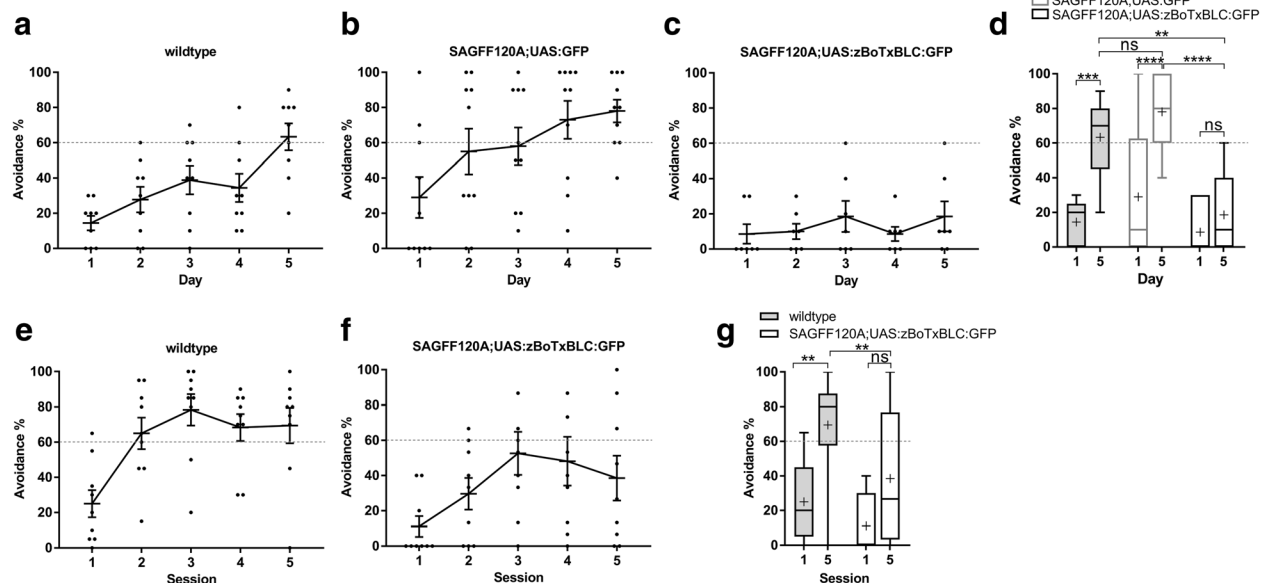 SAGFF120A;UAS:GFP
SAGFF120A;UAS:zBoTxBLC:GFP
a
wildtype
Avoidance %
100
80
60
40
20
0
1 2 3 4 5
Day
b
SAGFF120A;UAS:GFP
Avoidance %
100
80
60
40
20
0
1 2 3 4 5
Day
c
SAGFF120A;UAS:zBoTxBLC:GFP
Avoidance %
100
80
60
40
20
0
1 2 3 4 5
Day
d
**
ns
**** ****
***
ns
Avoidance %
100
80
60
40
20
0
1 5 1 5 1 5
Day
e
wildtype
Avoidance %
100
80
60
40
20
0
1 2 3 4 5
Session
f
SAGFF120A;UAS:zBoTxBLC:GFP
Avoidance %
100
80
60
40
20
0
1 2 3 4 5
Session
g
wildtype
SAGFF120A;UAS:zBoTxBLC:GFP
**
** ns
Avoidance %
100
80
60
40
20
0
1 5 1 5
Session